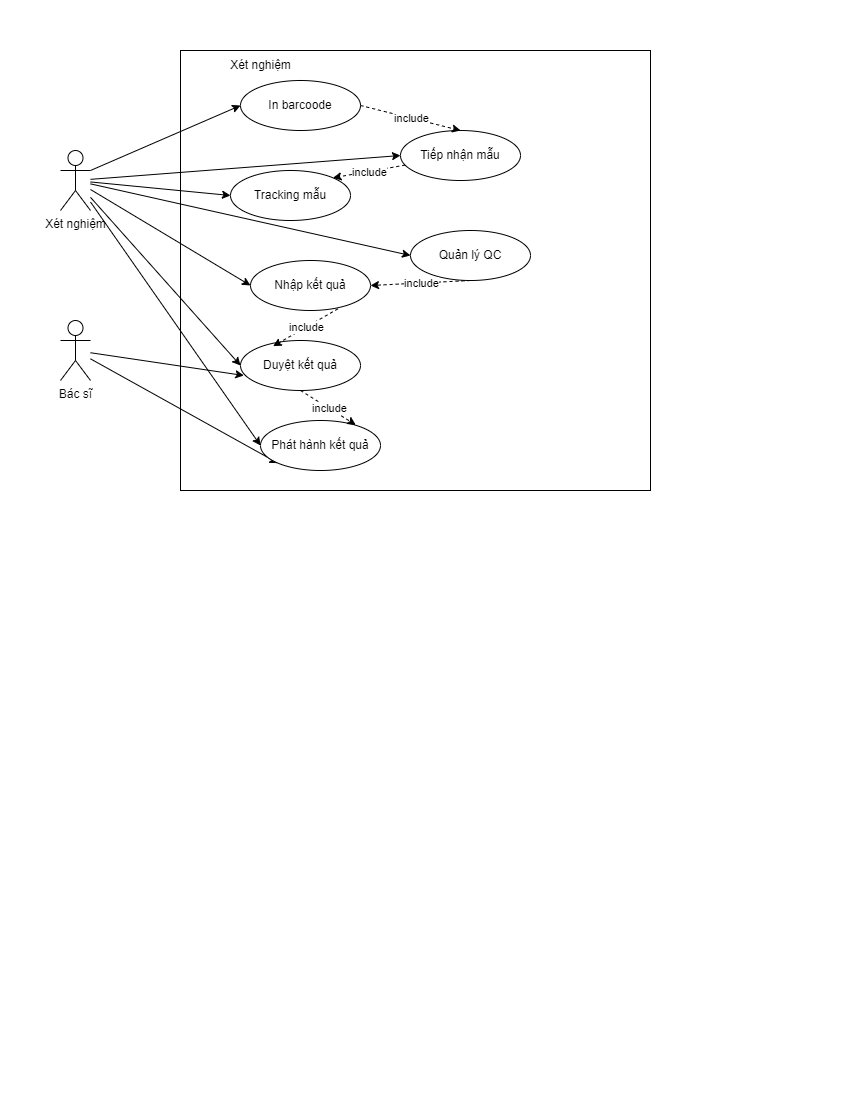 Xét nghiệm
In barcoode
include
Tiếp nhận mẫu
include
Tracking mẫu
Xét nghiệm
Quản lý QC
include
Nhập kết quả
include
Duyệt kết quả
Bác sĩ
include
Phát hành kết quả